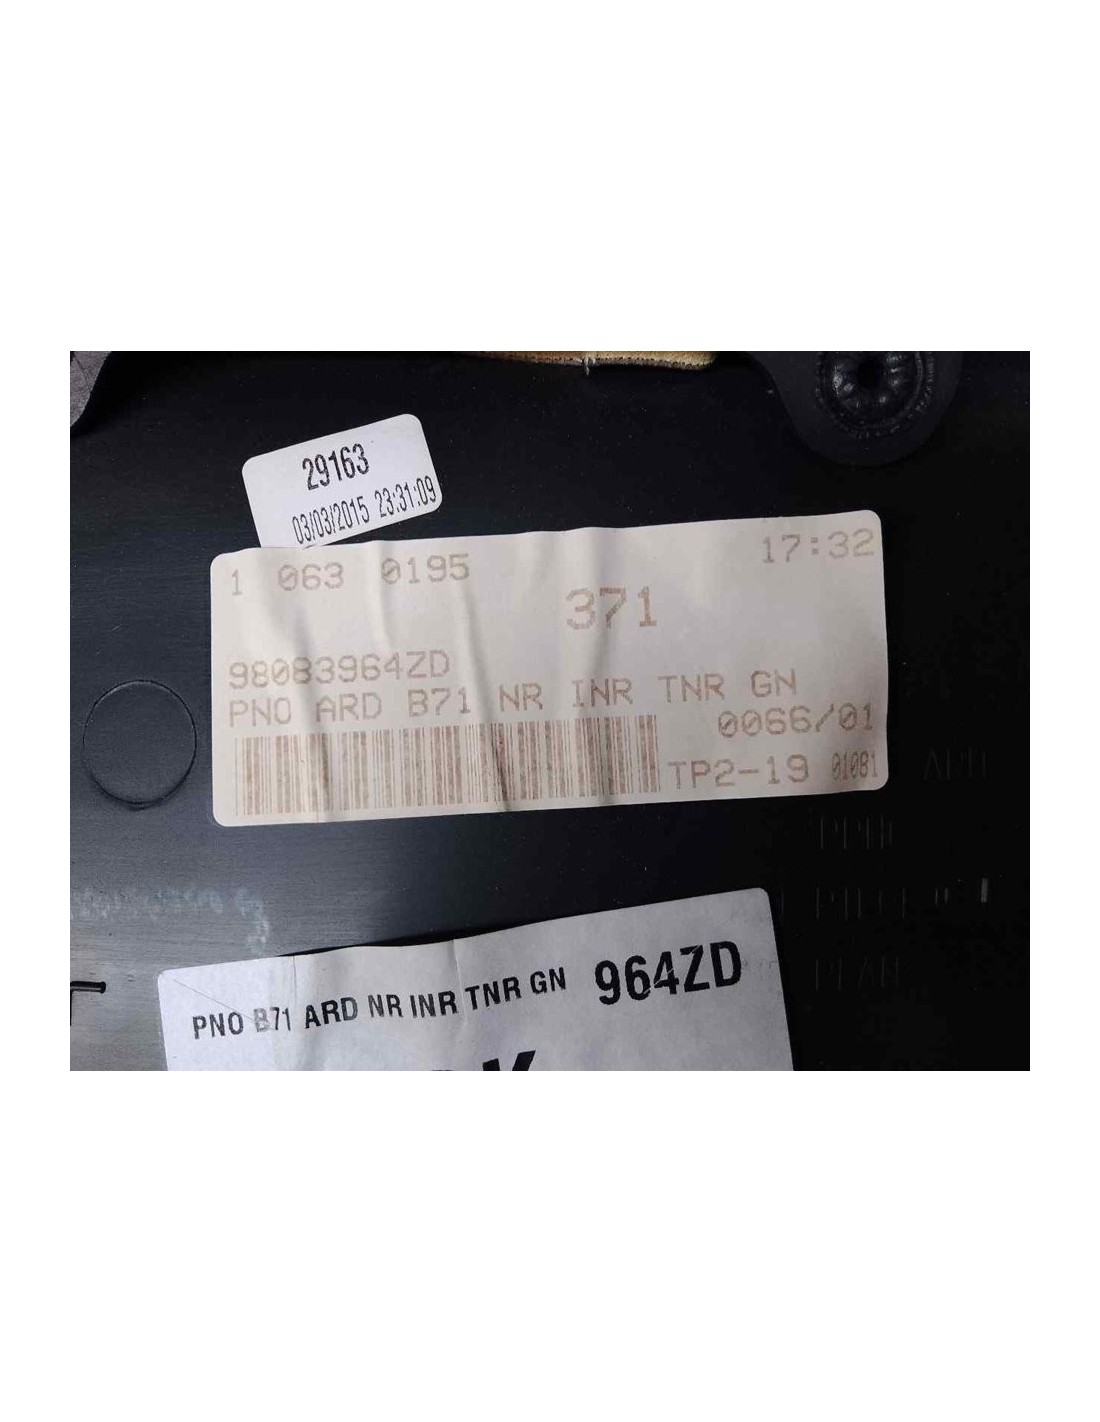 29163
03/03/2015 23:31:09
1 063 0195 17:32
371
98083964ZD
PNO ARD B71 NR INR TNR GN
0066/01
TP2-19 01081
PNO B71 ARD NR INR TNR GN 964ZD